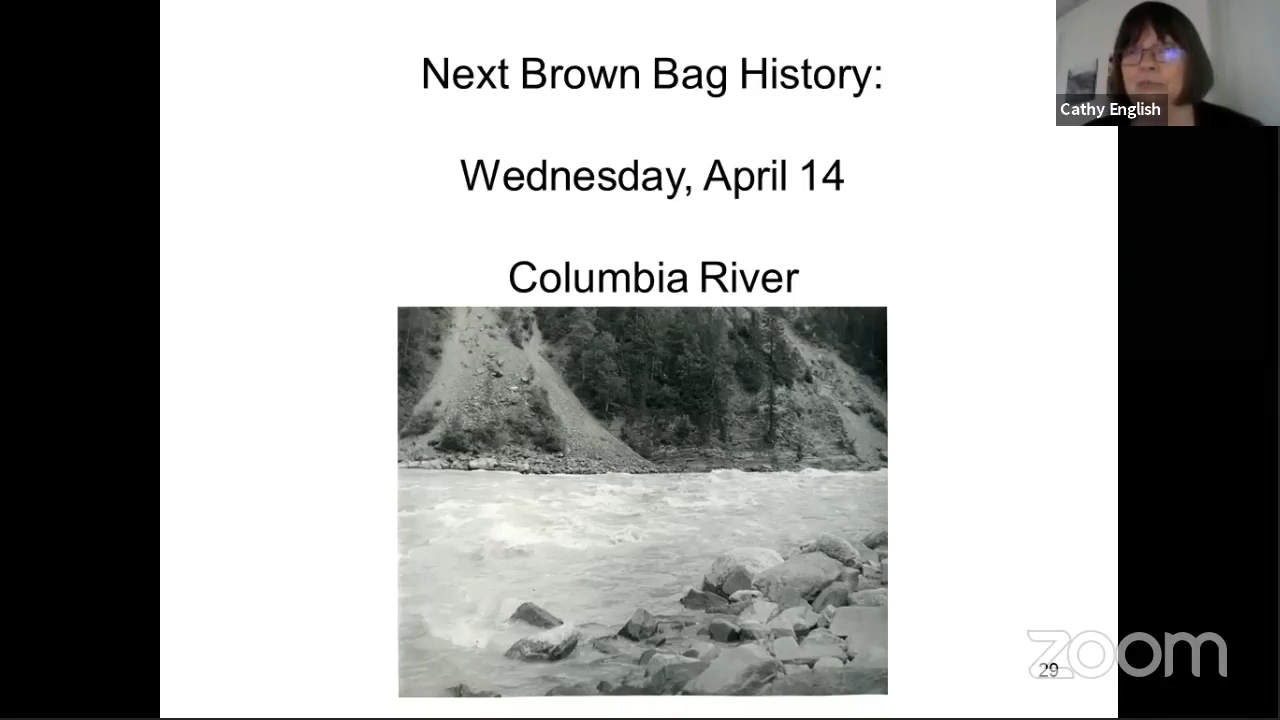 Next Brown Bag History:
Cathy English
Wednesday, April 14
Columbia River
29
zoom